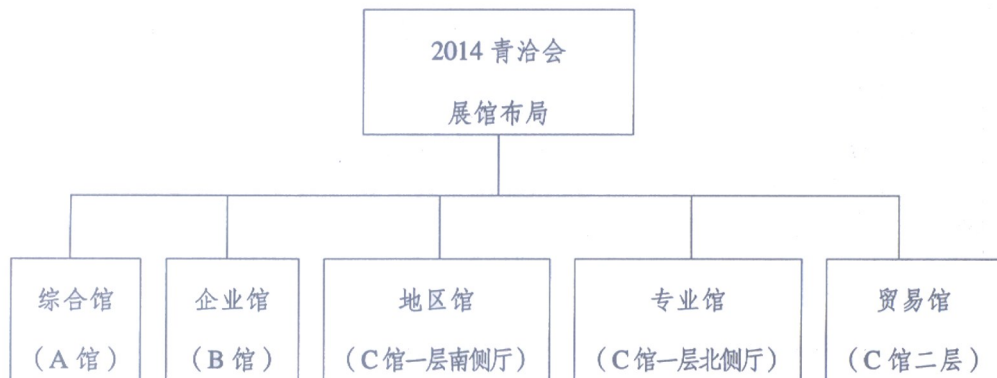 2014 青洽会
展馆布局
综合馆
（A 馆）
企业馆
（B 馆）
地区馆
（C 馆一层南侧厅）
专业馆
（C 馆一层北侧厅）
贸易馆
（C 馆二层）